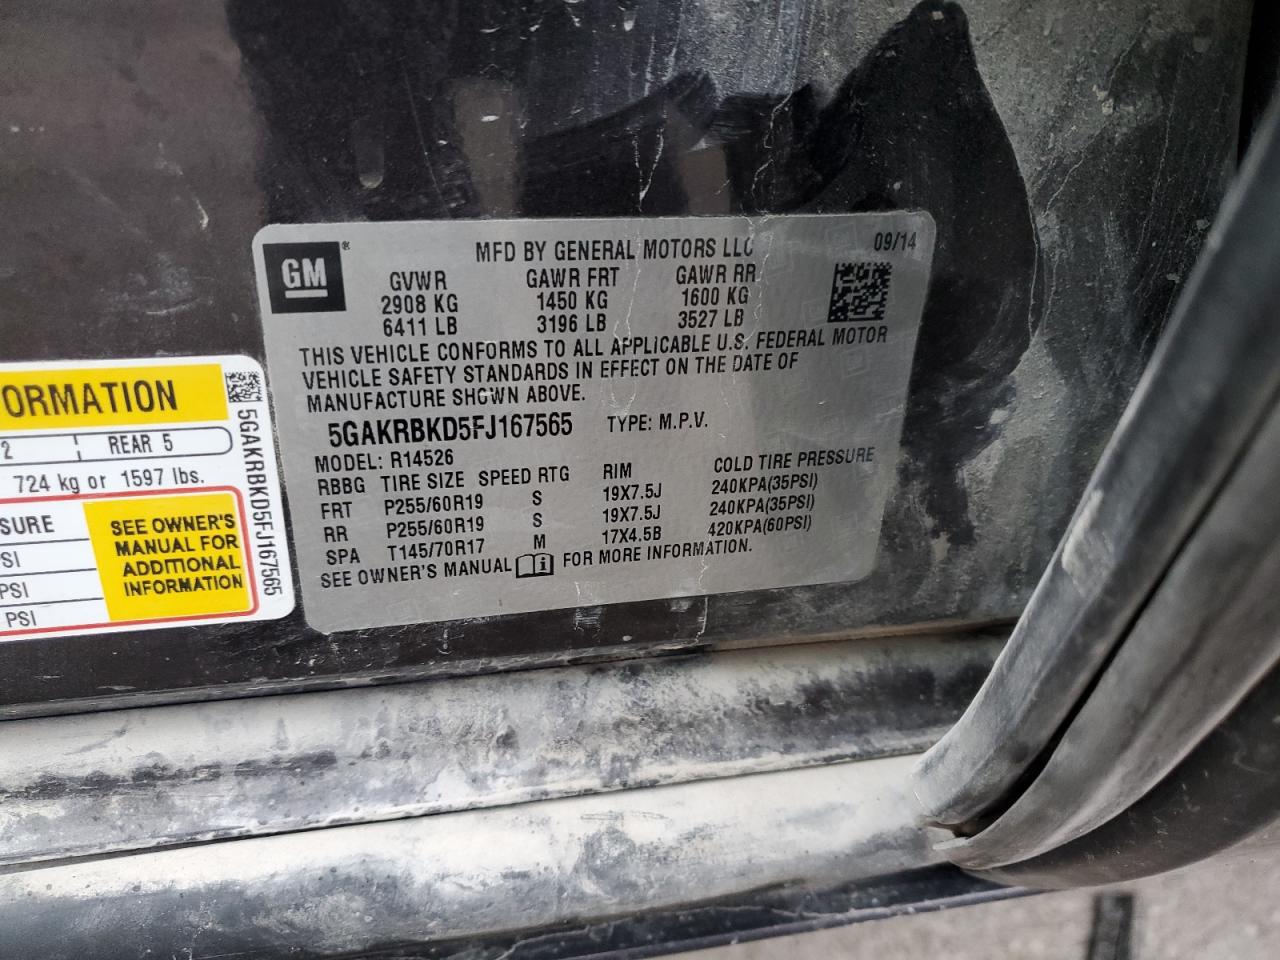 ORMATION
2 REAR 5
724 kg or 1597 lbs.
SURE
SI
PSI
PSI
SEE OWNER'S
MANUAL FOR
ADDITIONAL
INFORMATION
5GAKRBKD5FJ167565
GM ®
MFD BY GENERAL MOTORS LLC 09/14
GVWR GAWR FRT GAWR RR
2908 KG 1450 KG 1600 KG
6411 LB 3196 LB 3527 LB
THIS VEHICLE CONFORMS TO ALL APPLICABLE U.S. FEDERAL MOTOR
VEHICLE SAFETY STANDARDS IN EFFECT ON THE DATE OF
MANUFACTURE SHOWN ABOVE.
5GAKRBKD5FJ167565 TYPE: M.P.V.
MODEL: R14526
RBBG TIRE SIZE SPEED RTG RIM COLD TIRE PRESSURE
FRT P255/60R19 S 19X7.5J 240KPA(35PSI)
RR P255/60R19 S 19X7.5J 240KPA(35PSI)
SPA T145/70R17 M 17X4.5B 420KPA(60PSI)
SEE OWNER'S MANUAL FOR MORE INFORMATION.